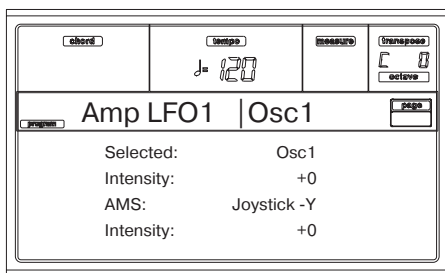 chord tempo measure transpose
♩= 120 C 0
octave
program Amp LFO1 |Osc1 page
Selected: Osc1
Intensity: +0
AMS: Joystick -Y
Intensity: +0